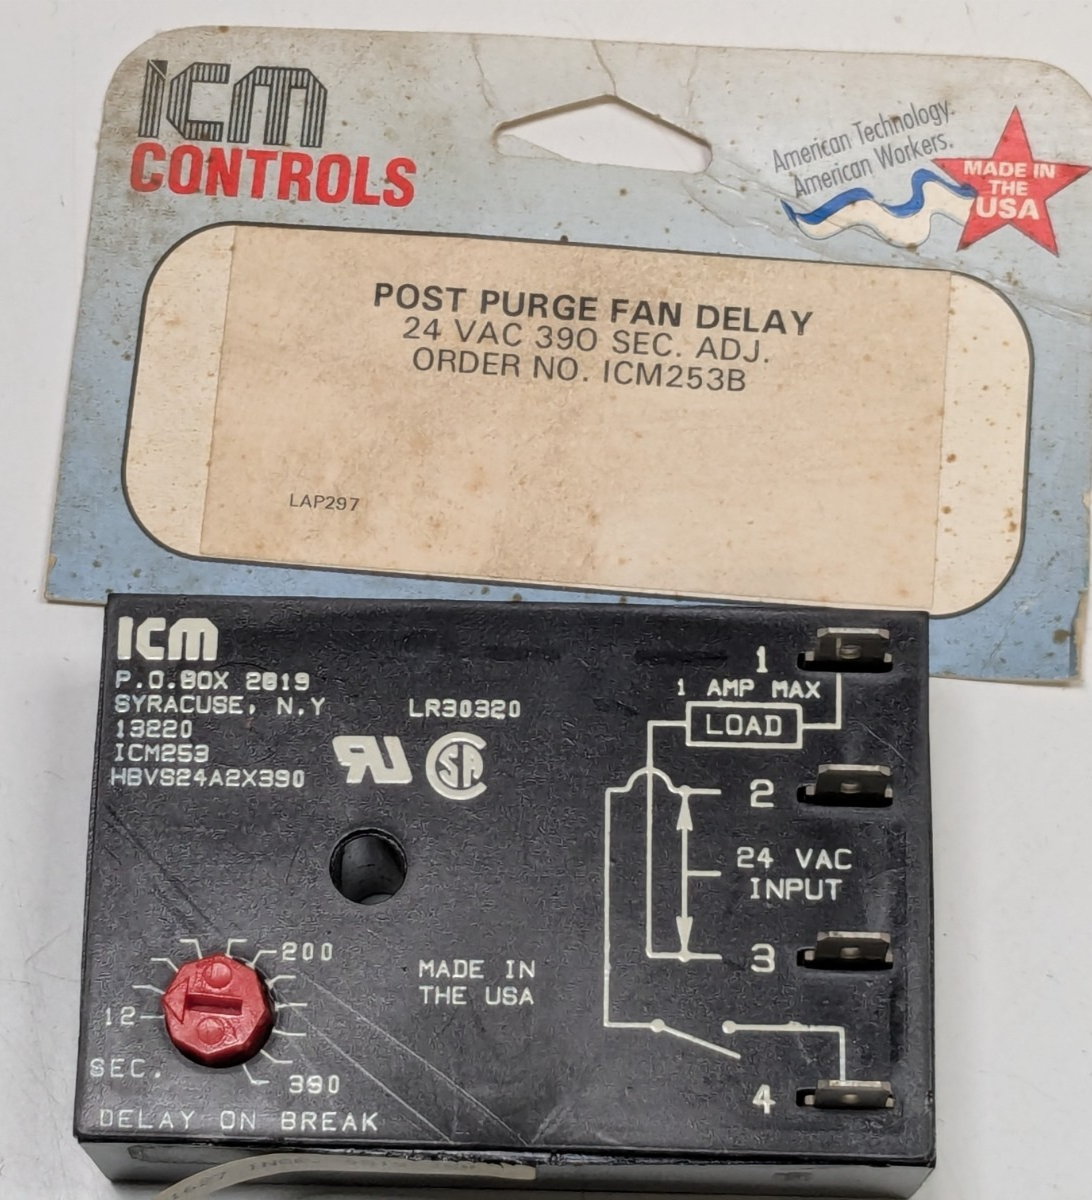 ICM
CONTROLS
American Technology.
American Workers.
MADE IN
THE
USA
POST PURGE FAN DELAY
24 VAC 390 SEC. ADJ.
ORDER NO. ICM253B
LAP297
ICM
P.O.BOX 2819
SYRACUSE, N.Y
13220
ICM253
HBVS24A2X390
LR30320
RU
SA
1
1 AMP MAX
LOAD
2
24 VAC
INPUT
3
4
MADE IN
THE USA
200
12
SEC.
390
DELAY ON BREAK